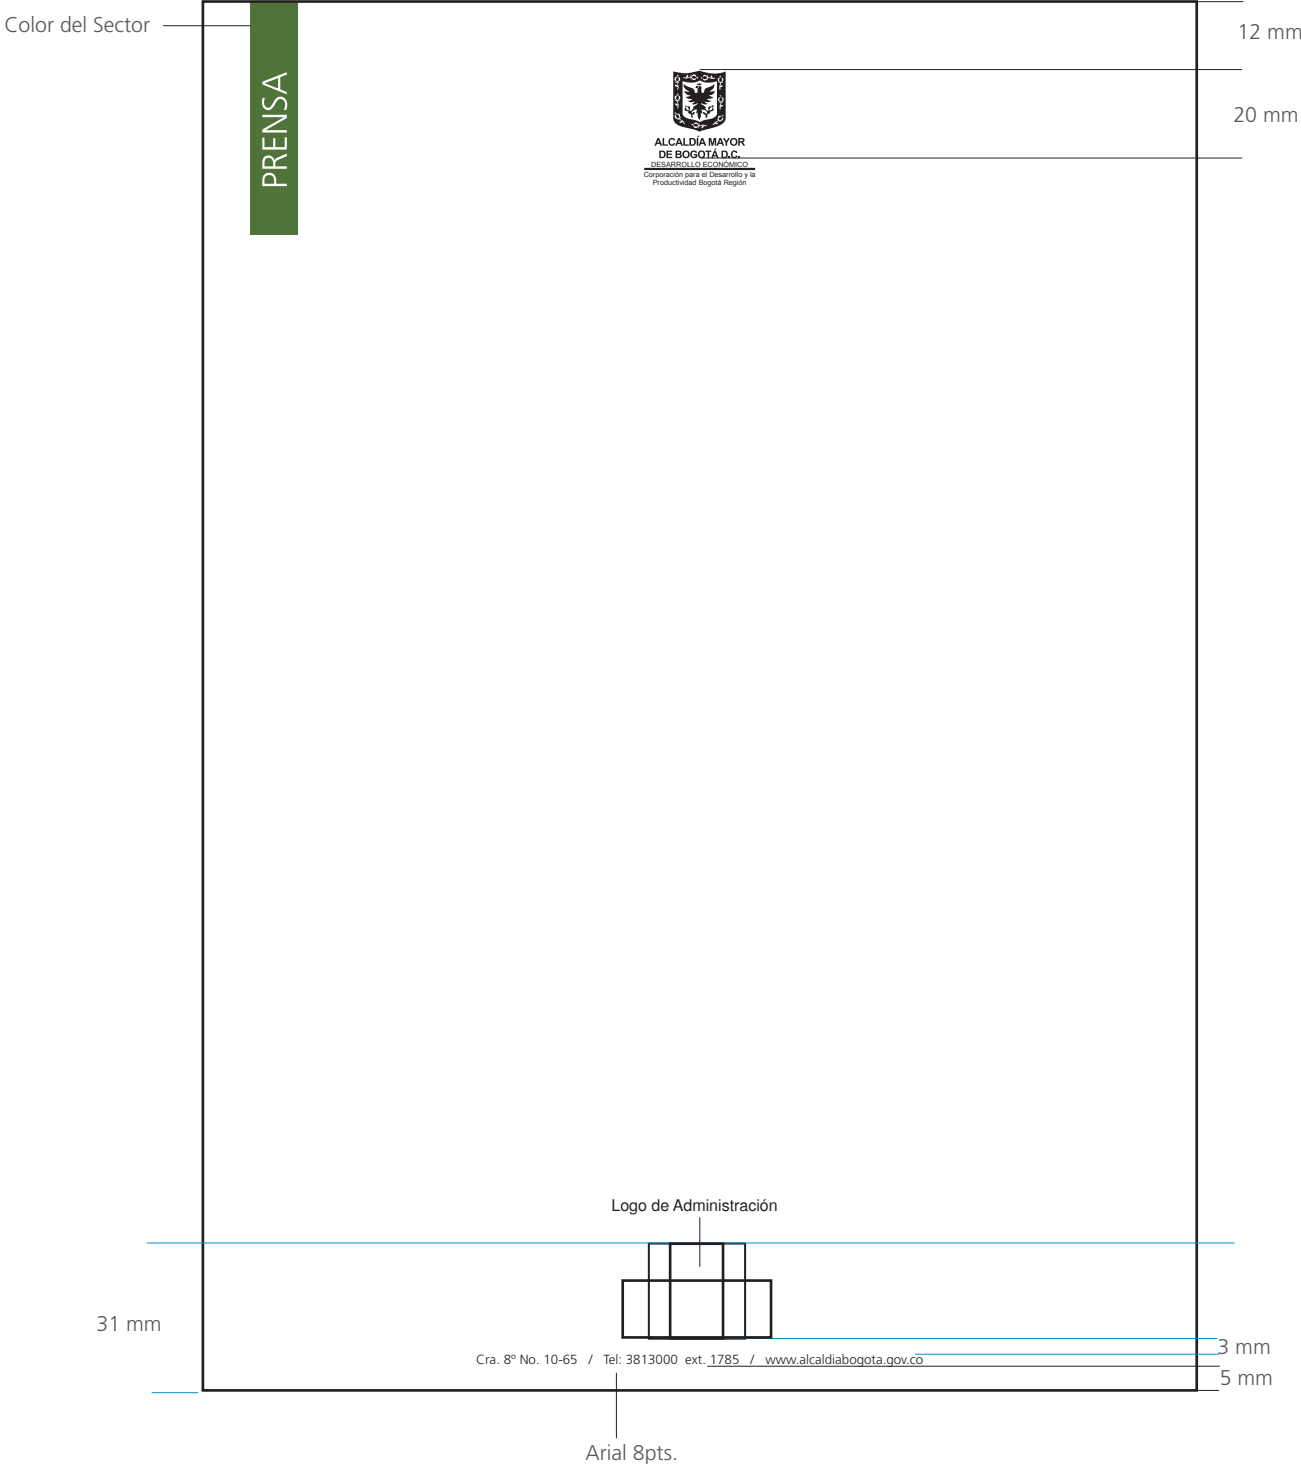 Color del Sector
12 mm
PRENSA
20 mm
ALCALDÍA MAYOR
DE BOGOTÁ D.C.
DESARROLLO ECONÓMICO
Corporación para el Desarrollo y la
Productividad Bogotá Región
Logo de Administración
31 mm
3 mm
Cra. 8º No. 10-65 / Tel: 3813000 ext. 1785 / www.alcaldiabogota.gov.co
5 mm
Arial 8pts.